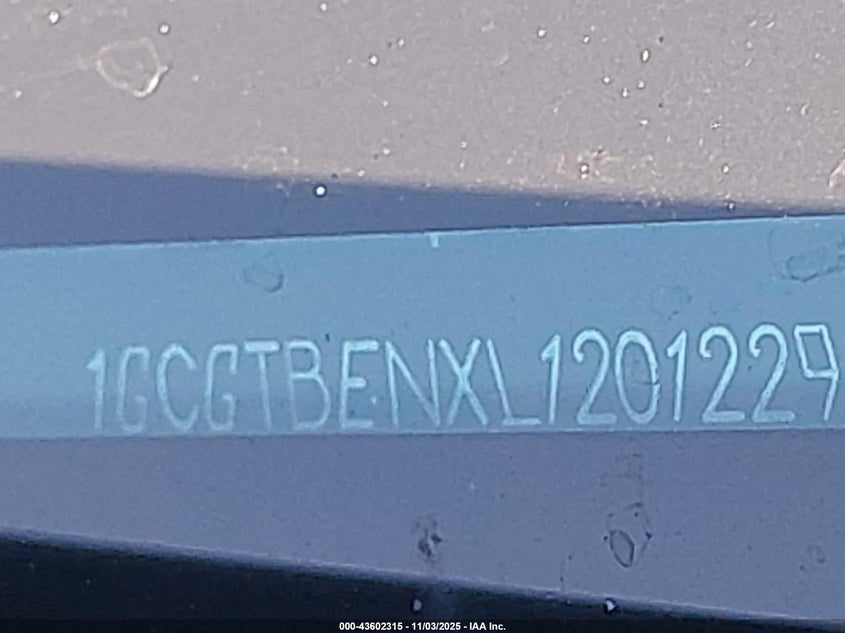 1GCGTBENXL1201229
000-43602315 - 11/03/2025 - IAA Inc.